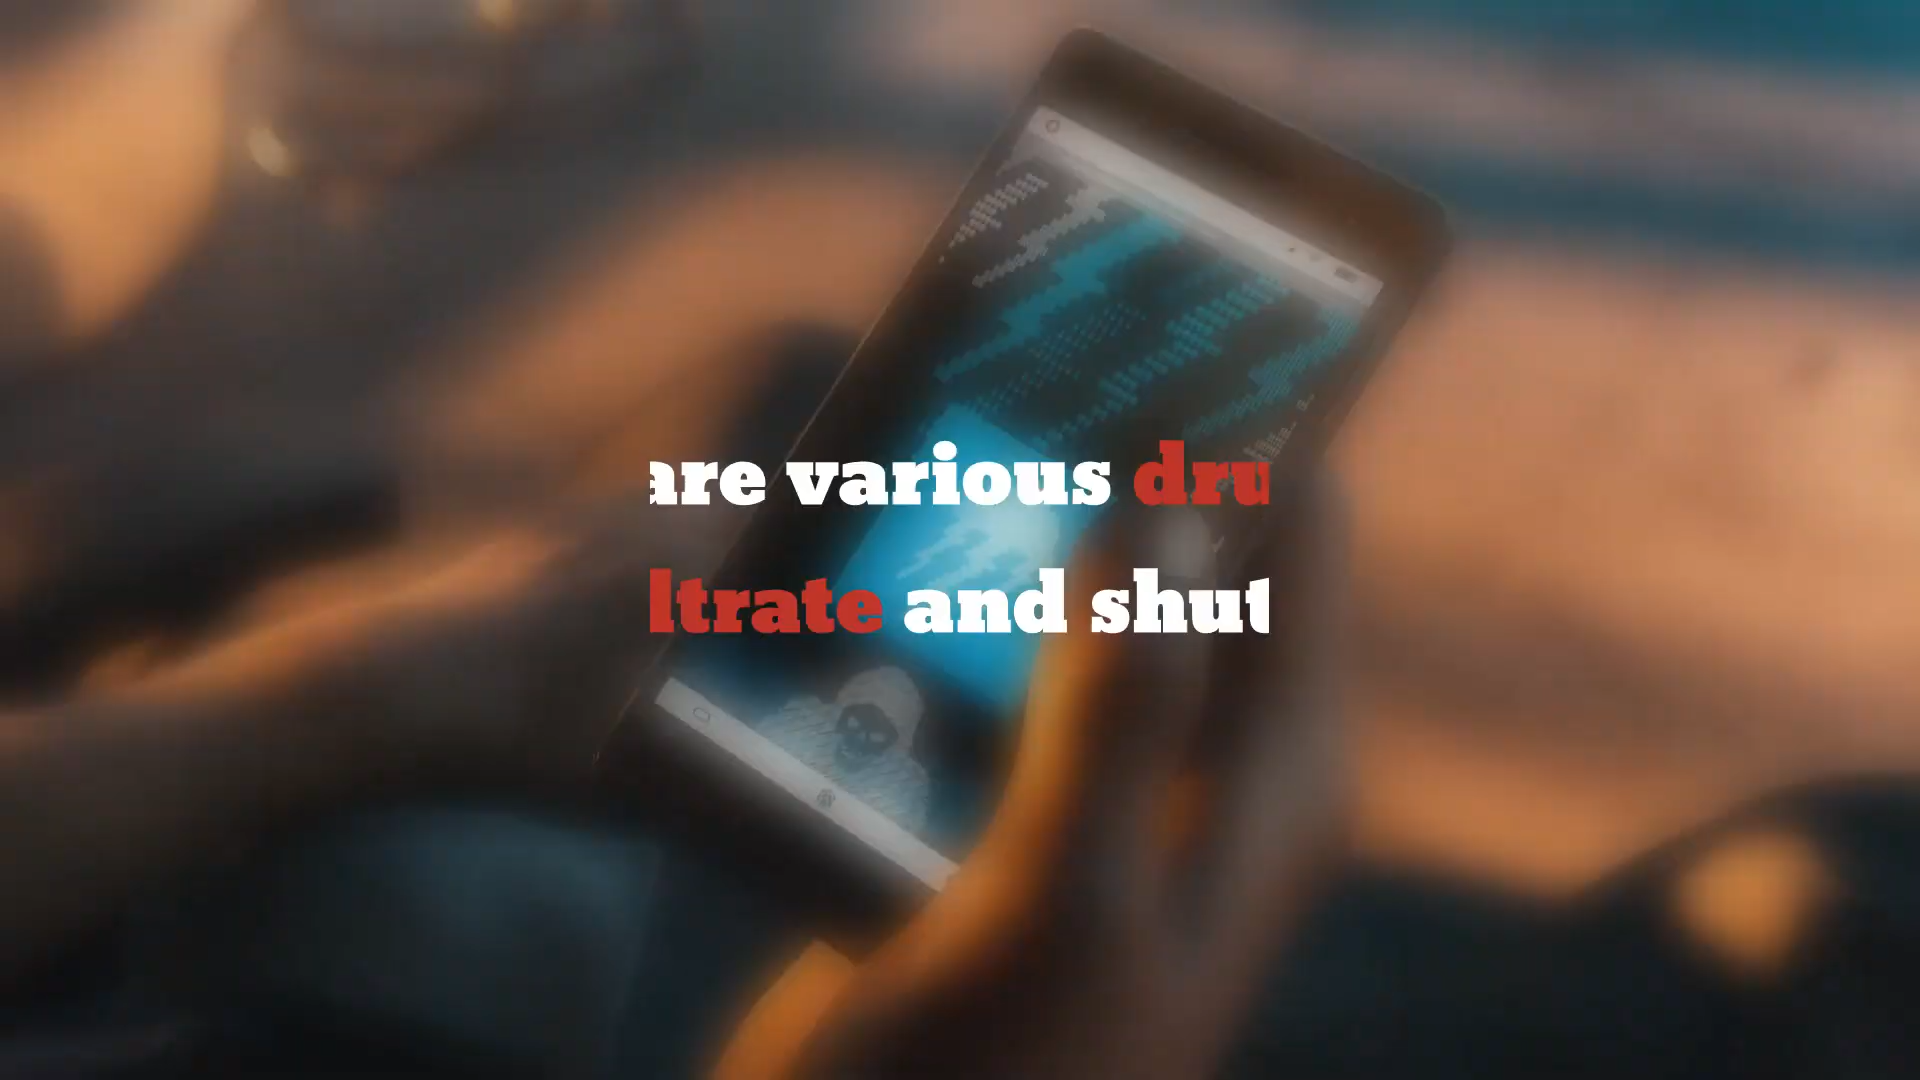 are various dru
ltrate and shut